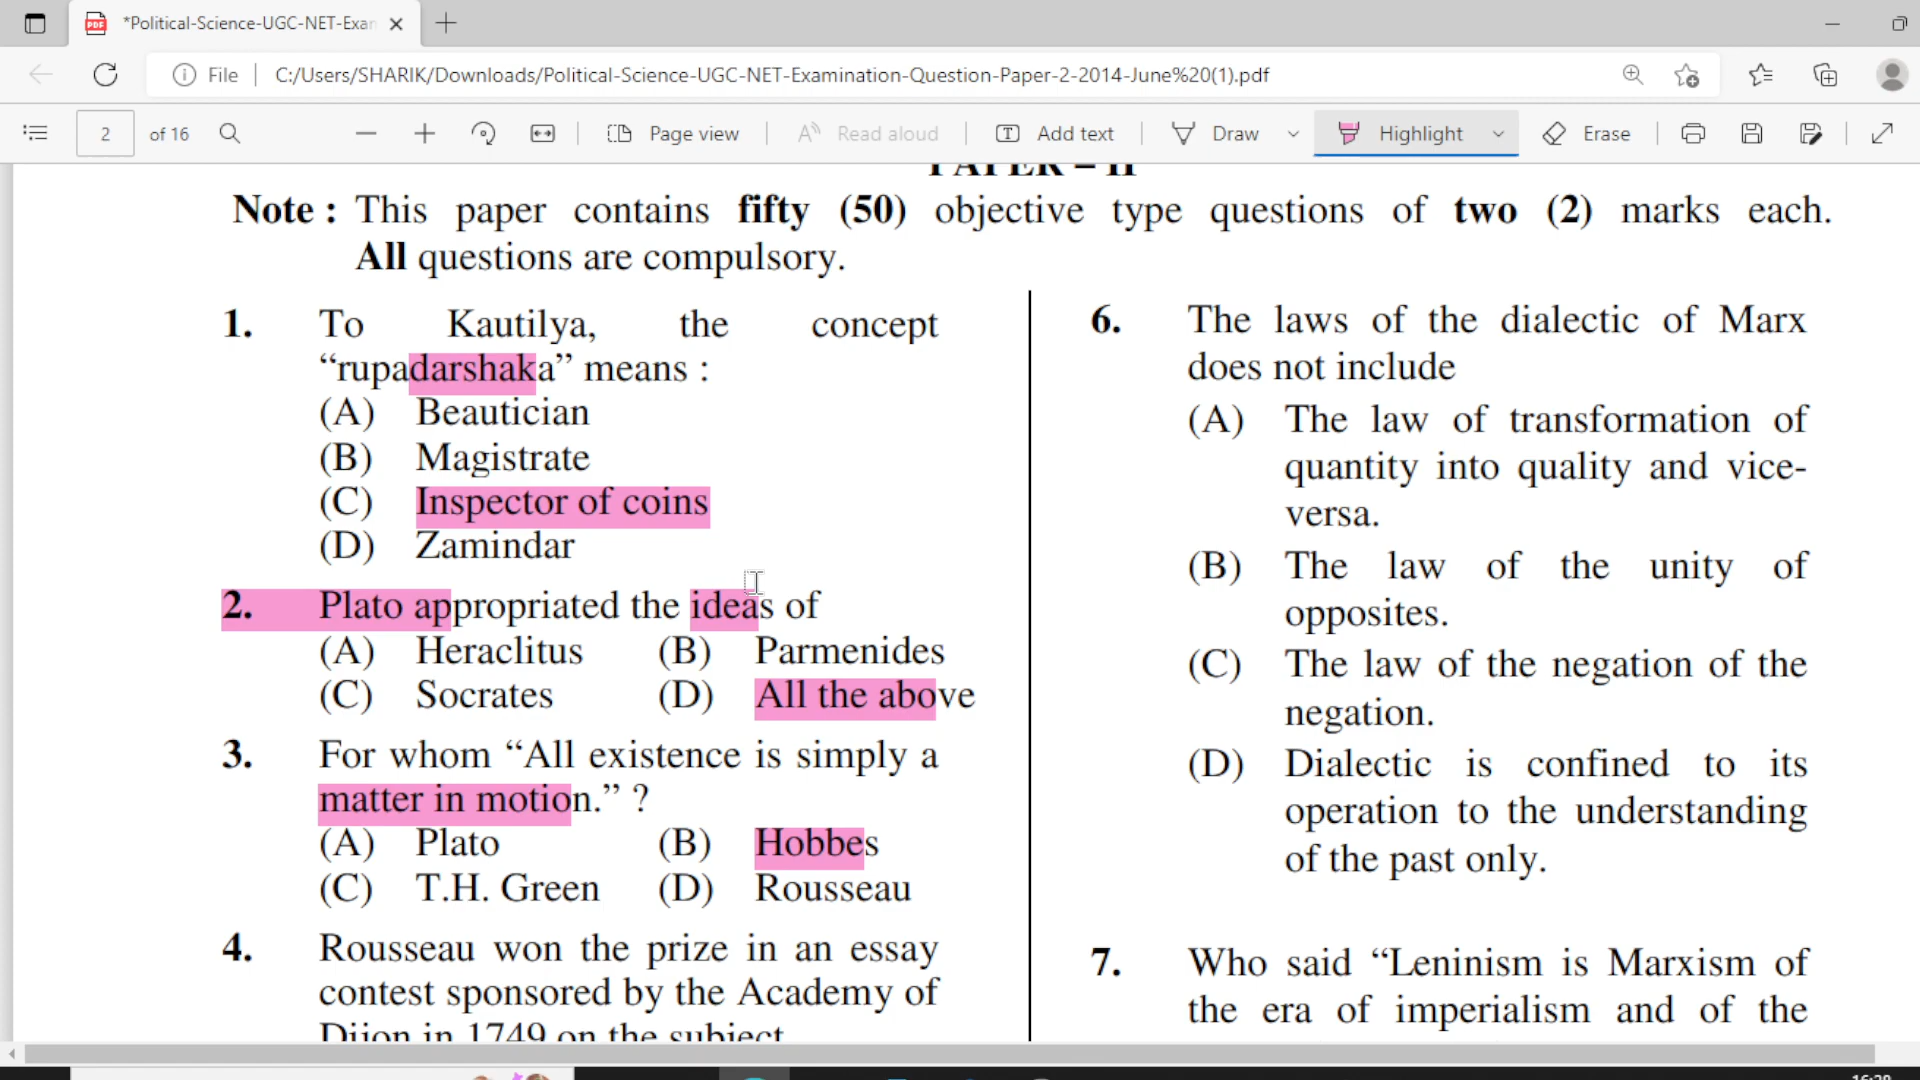 *Political-Science-UGC-NET-Exan
File
C:/Users/SHARIK/Downloads/Political-Science-UGC-NET-Examination-Question-Paper-2-2014-June%20(1).pdf
2 of 16
Page view
Read aloud
Add text
Draw
Highlight
Erase
PAPER – II
Note : This paper contains fifty (50) objective type questions of two (2) marks each.
All questions are compulsory.
1. To Kautilya, the concept
“rupadarshaka” means :
(A) Beautician
(B) Magistrate
(C) Inspector of coins
(D) Zamindar
2. Plato appropriated the ideas of
(A) Heraclitus (B) Parmenides
(C) Socrates (D) All the above
3. For whom “All existence is simply a
matter in motion.” ?
(A) Plato (B) Hobbes
(C) T.H. Green (D) Rousseau
4. Rousseau won the prize in an essay
contest sponsored by the Academy of
Dijon in 1749 on the subject
6. The laws of the dialectic of Marx
does not include
(A) The law of transformation of
quantity into quality and vice-
versa.
(B) The law of the unity of
opposites.
(C) The law of the negation of the
negation.
(D) Dialectic is confined to its
operation to the understanding
of the past only.
7. Who said “Leninism is Marxism of
the era of imperialism and of the